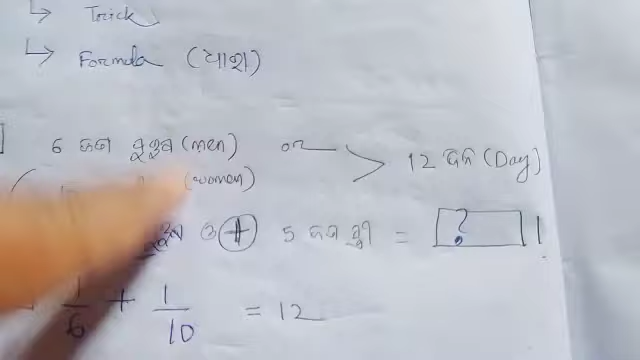 ↳ Trick
↳ Formula (ଯୋଗ)
6 ଜଣ ପୁରୁଷ (men) or > 12 ଦିନ (Day)
(women)
+ 5 ଜଣ ସ୍ତ୍ରୀ = ?
1/6 + 1/10 = 12